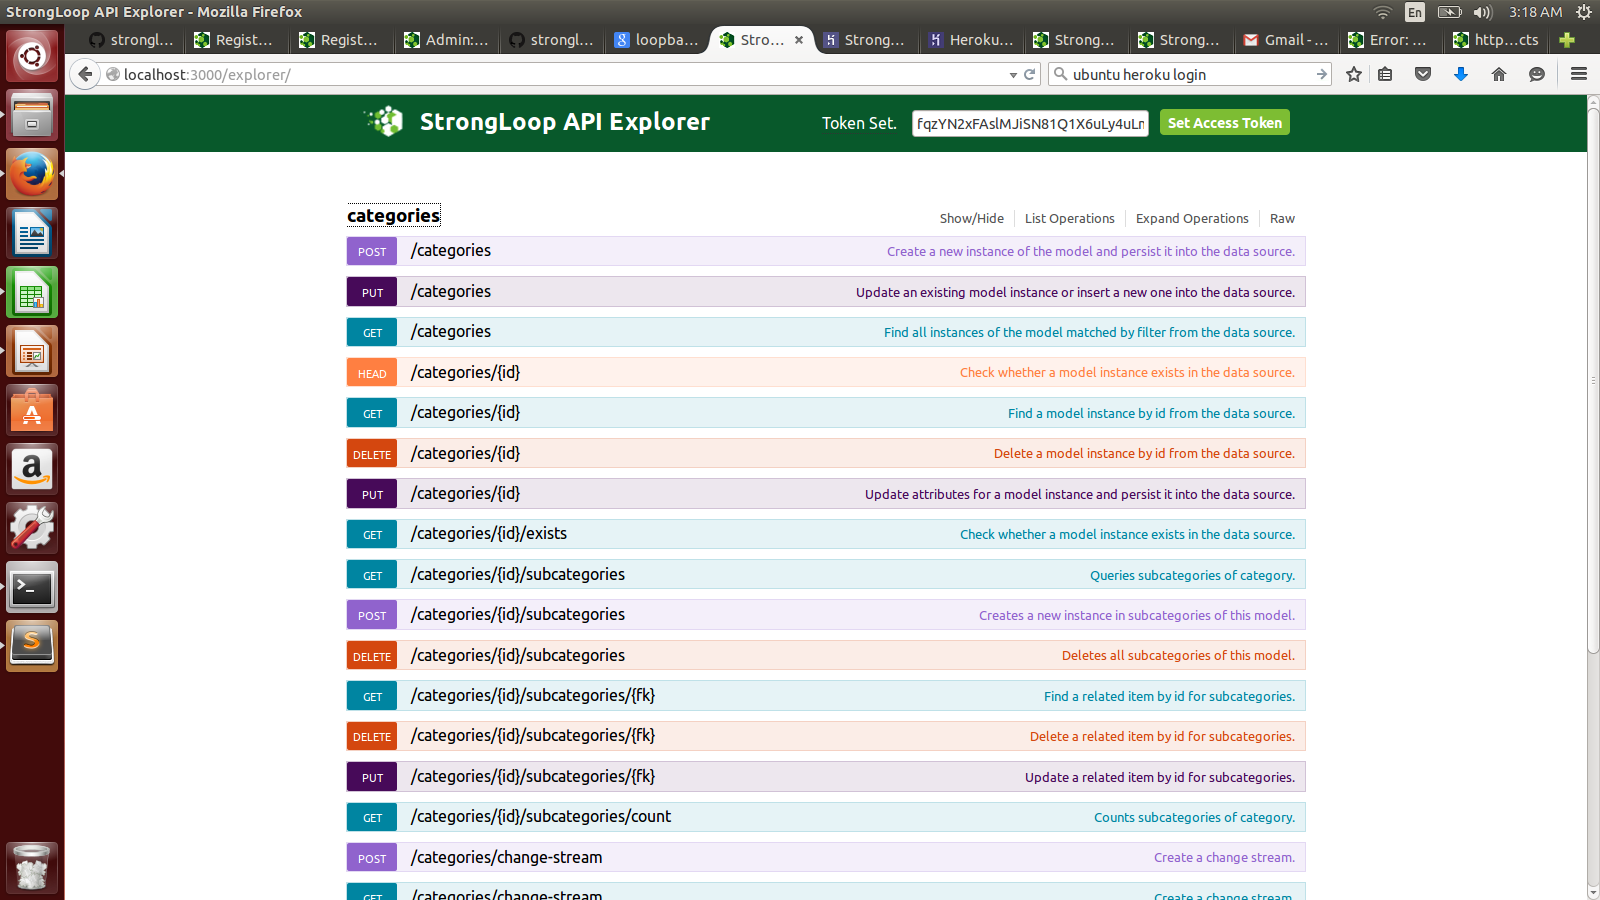 StrongLoop API Explorer - Mozilla Firefox
En
3:18 AM
strongl...
Regist...
Regist...
Admin:...
strongl...
loopba...
Stro... ×
Strong...
Heroku...
Strong...
Strong...
Gmail -...
Error: ...
http...cts
localhost:3000/explorer/
ubuntu heroku login
StrongLoop API Explorer
Token Set.
fqzYN2xFAslMJiSN81Q1X6uLy4uLr
Set Access Token
categories
Show/Hide
List Operations
Expand Operations
Raw
POST /categories Create a new instance of the model and persist it into the data source.
PUT /categories Update an existing model instance or insert a new one into the data source.
GET /categories Find all instances of the model matched by filter from the data source.
HEAD /categories/{id} Check whether a model instance exists in the data source.
GET /categories/{id} Find a model instance by id from the data source.
DELETE /categories/{id} Delete a model instance by id from the data source.
PUT /categories/{id} Update attributes for a model instance and persist it into the data source.
GET /categories/{id}/exists Check whether a model instance exists in the data source.
GET /categories/{id}/subcategories Queries subcategories of category.
POST /categories/{id}/subcategories Creates a new instance in subcategories of this model.
DELETE /categories/{id}/subcategories Deletes all subcategories of this model.
GET /categories/{id}/subcategories/{fk} Find a related item by id for subcategories.
DELETE /categories/{id}/subcategories/{fk} Delete a related item by id for subcategories.
PUT /categories/{id}/subcategories/{fk} Update a related item by id for subcategories.
GET /categories/{id}/subcategories/count Counts subcategories of category.
POST /categories/change-stream Create a change stream.
GET /categories/change-stream Create a change stream.